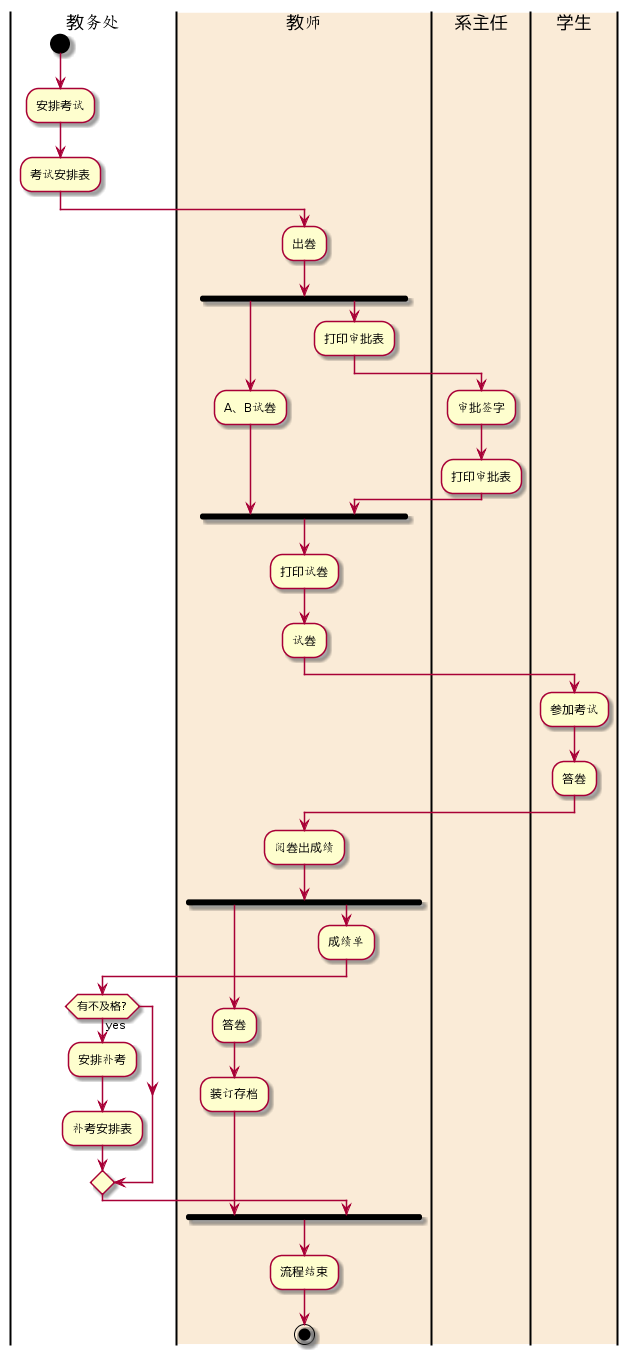 教务处
教师
系主任
学生
安排考试
考试安排表
出卷
打印审批表
A、B试卷
审批签字
打印审批表
打印试卷
试卷
参加考试
答卷
阅卷出成绩
成绩单
有不及格?
yes
答卷
安排补考
装订存档
补考安排表
流程结束